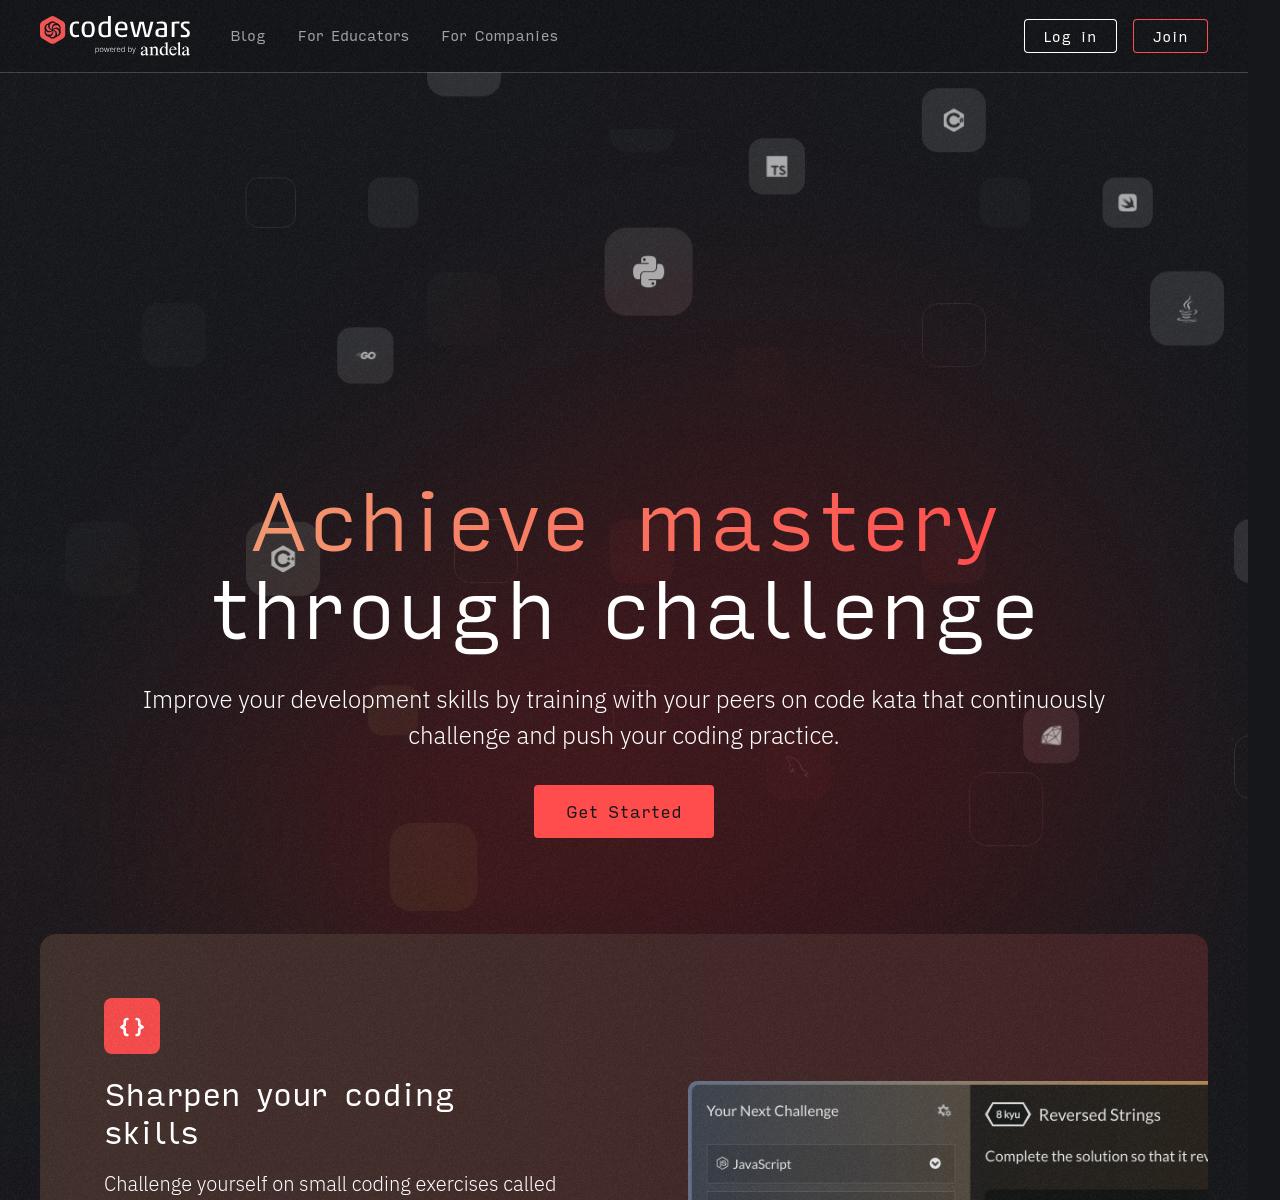 codewars
powered by andela
Blog
For Educators
For Companies
Log in
Join
TS
GO
Achieve mastery
through challenge
Improve your development skills by training with your peers on code kata that continuously
challenge and push your coding practice.
Get Started
{ }
Sharpen your coding
skills
Challenge yourself on small coding exercises called
Your Next Challenge
JavaScript
8 kyu
Reversed Strings
Complete the solution so that it rev